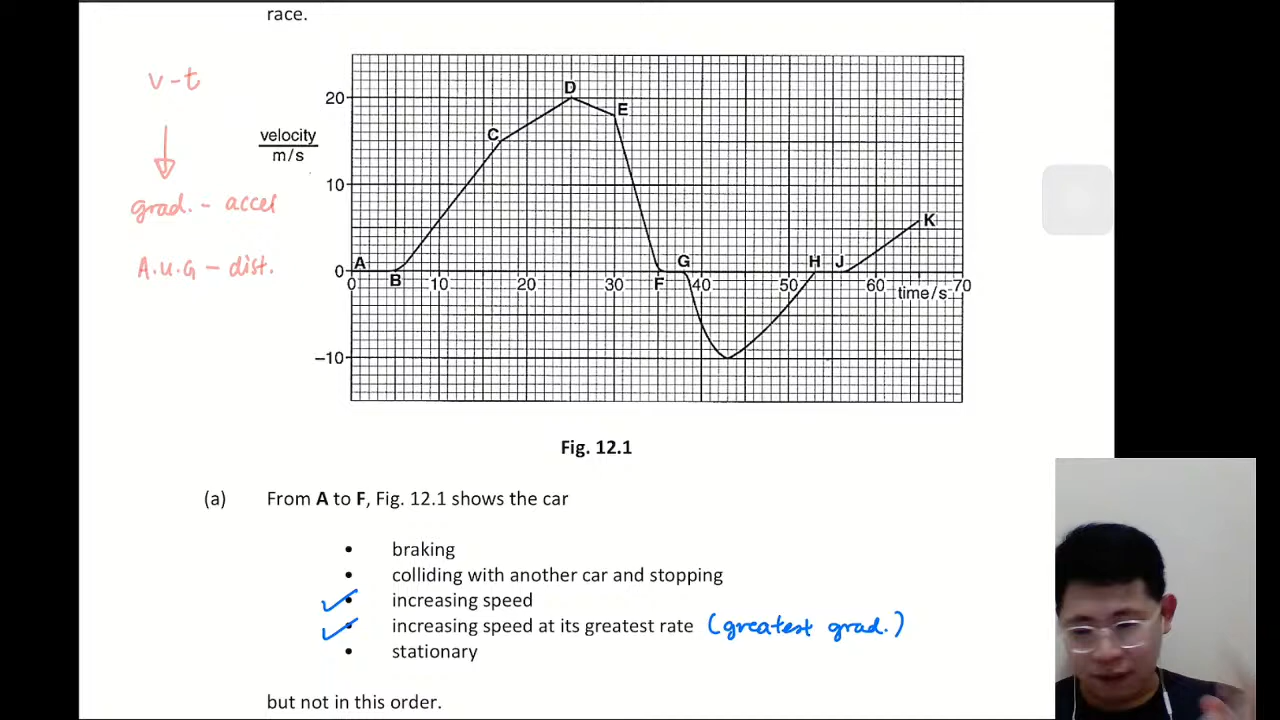 race.
v-t
grad. - accel
A.U.G - dist.
velocity
m/s
20
10
0
-10
A
B
C
D
E
F
G
H
J
K
0
10
20
30
40
50
60
70
time/s
Fig. 12.1
(a) From A to F, Fig. 12.1 shows the car
• braking
• colliding with another car and stopping
• increasing speed
• increasing speed at its greatest rate (greatest grad.)
• stationary
but not in this order.